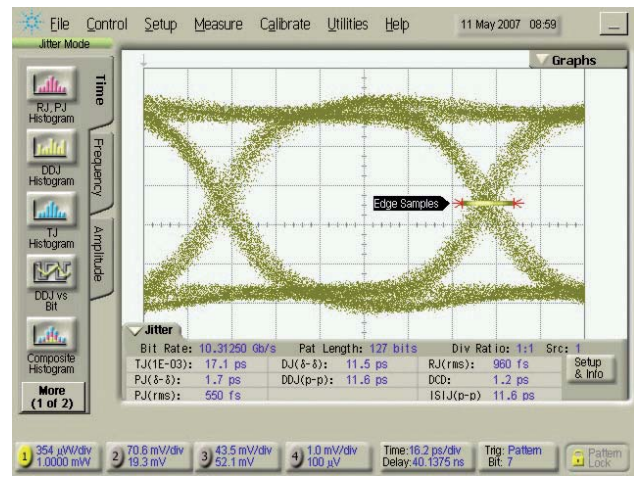 File Control Setup Measure Calibrate Utilities Help 11 May 2007 08:59
Jitter Mode
Graphs
RJ, PJ
Histogram
DDJ
Histogram
TJ
Histogram
DDJ vs
Bit
Composite
Histogram
More
(1 of 2)
Time
Frequency
Amplitude
Edge Samples
Jitter
Bit Rate: 10.31250 Gb/s Pat Length: 127 bits Div Ratio: 1:1 Src: 1
TJ(1E-03): 17.1 ps DJ(δ-δ): 11.5 ps RJ(rms): 960 fs
PJ(δ-δ): 1.7 ps DDJ(p-p): 11.6 ps DCD: 1.2 ps
PJ(rms): 550 fs ISIJ(p-p) 11.6 ps
Setup
& Info
1 354 µW/div
1.0000 mW
2 70.6 mV/div
19.3 mV
3 43.5 mV/div
52.1 mV
4 1.0 mV/div
100 µV
Time:16.2 ps/div
Delay:40.1375 ns
Trig: Pattern
Bit: 7
Pattern
Lock